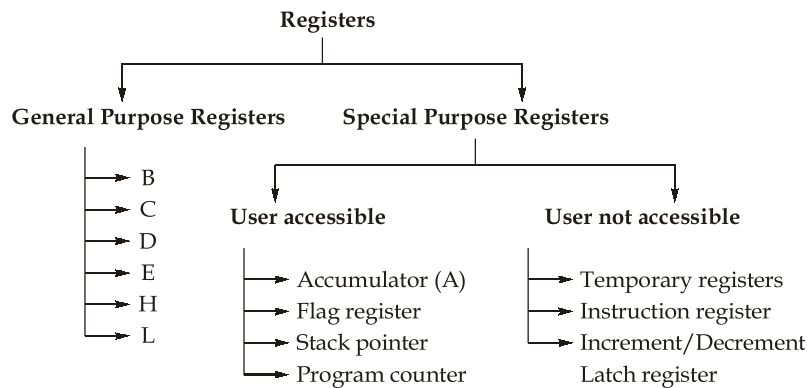 Registers
General Purpose Registers
Special Purpose Registers
B
C
D
E
H
L
User accessible
Accumulator (A)
Flag register
Stack pointer
Program counter
User not accessible
Temporary registers
Instruction register
Increment/Decrement
Latch register